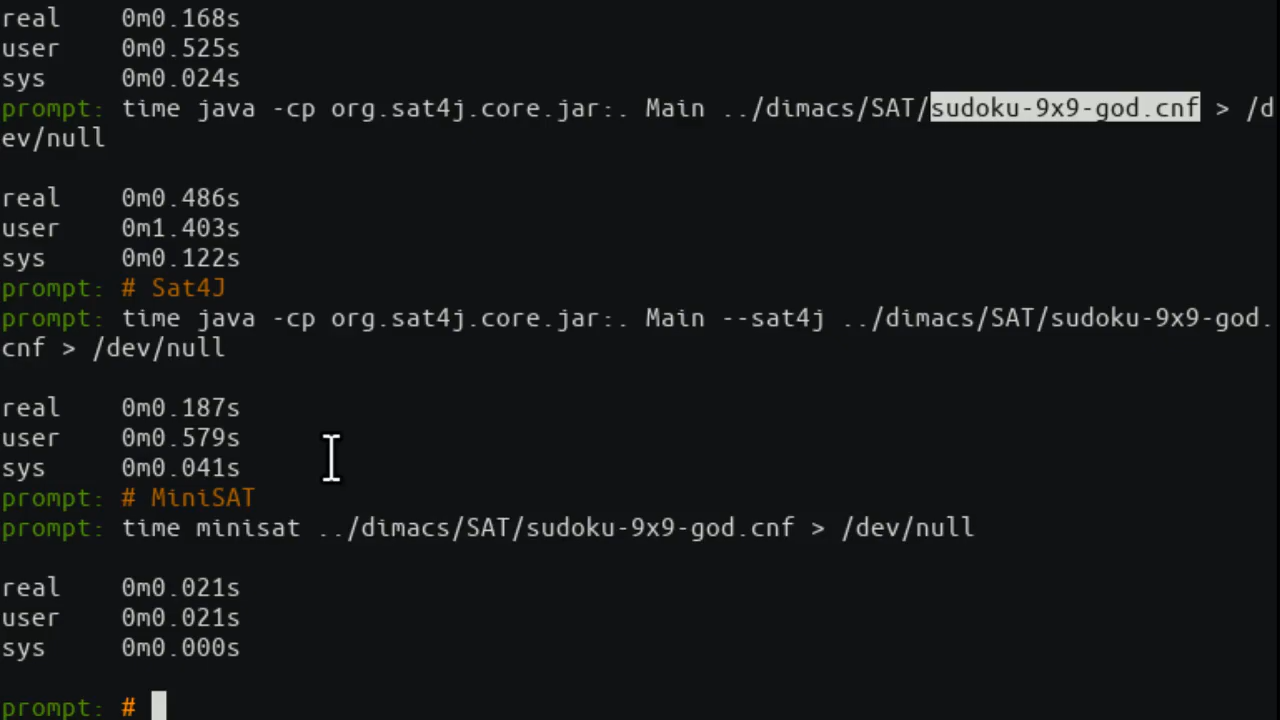 real    0m0.168s
user    0m0.525s
sys     0m0.024s
prompt: time java -cp org.sat4j.core.jar:. Main ../dimacs/SAT/sudoku-9x9-god.cnf > /d
ev/null
real    0m0.486s
user    0m1.403s
sys     0m0.122s
prompt: # Sat4J
prompt: time java -cp org.sat4j.core.jar:. Main --sat4j ../dimacs/SAT/sudoku-9x9-god.
cnf > /dev/null
real    0m0.187s
user    0m0.579s
sys     0m0.041s
prompt: # MiniSAT
prompt: time minisat ../dimacs/SAT/sudoku-9x9-god.cnf > /dev/null
real    0m0.021s
user    0m0.021s
sys     0m0.000s
prompt: #